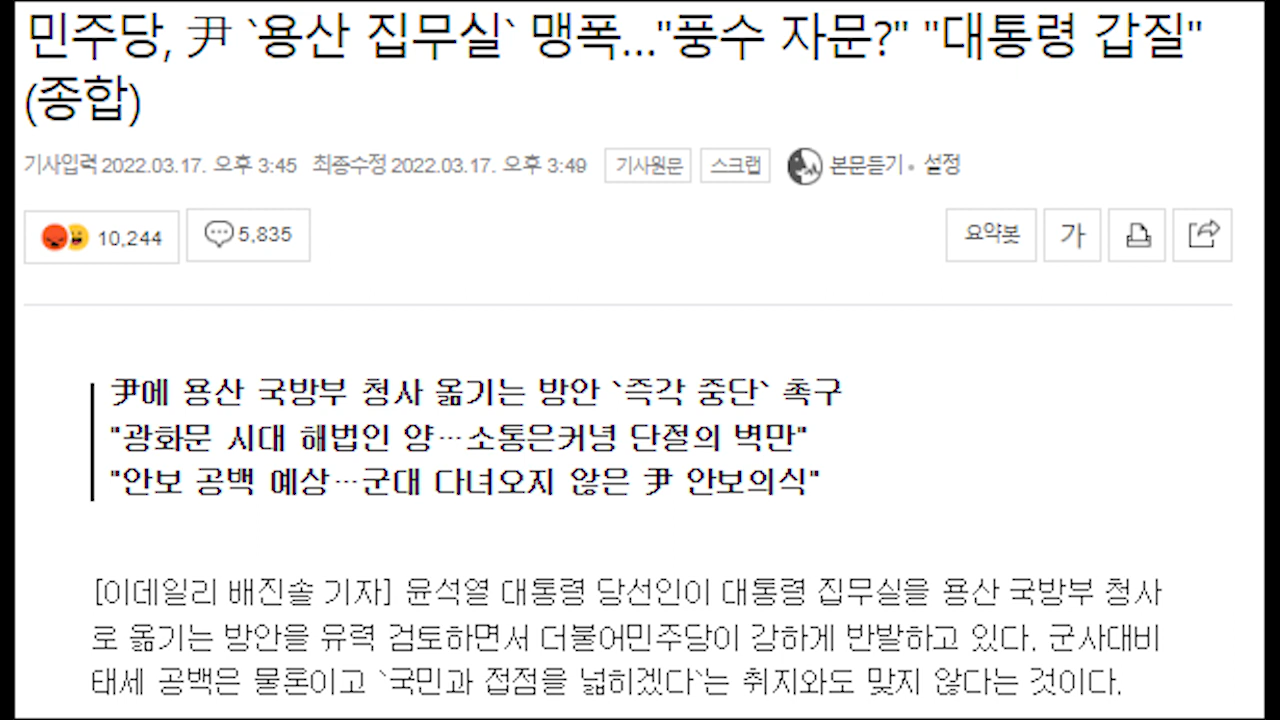 민주당, 尹 `용산 집무실` 맹폭..."풍수 자문?" "대통령 갑질"
(종합)
기사입력 2022.03.17. 오후 3:45 최종수정 2022.03.17. 오후 3:49 기사원문 스크랩 본문듣기 · 설정
10,244 5,835 요약봇 가
尹에 용산 국방부 청사 옮기는 방안 `즉각 중단` 촉구
"광화문 시대 해법인 양…소통은커녕 단절의 벽만"
"안보 공백 예상…군대 다녀오지 않은 尹 안보의식"
[이데일리 배진솔 기자] 윤석열 대통령 당선인이 대통령 집무실을 용산 국방부 청사
로 옮기는 방안을 유력 검토하면서 더불어민주당이 강하게 반발하고 있다. 군사대비
태세 공백은 물론이고 `국민과 접점을 넓히겠다`는 취지와도 맞지 않다는 것이다.